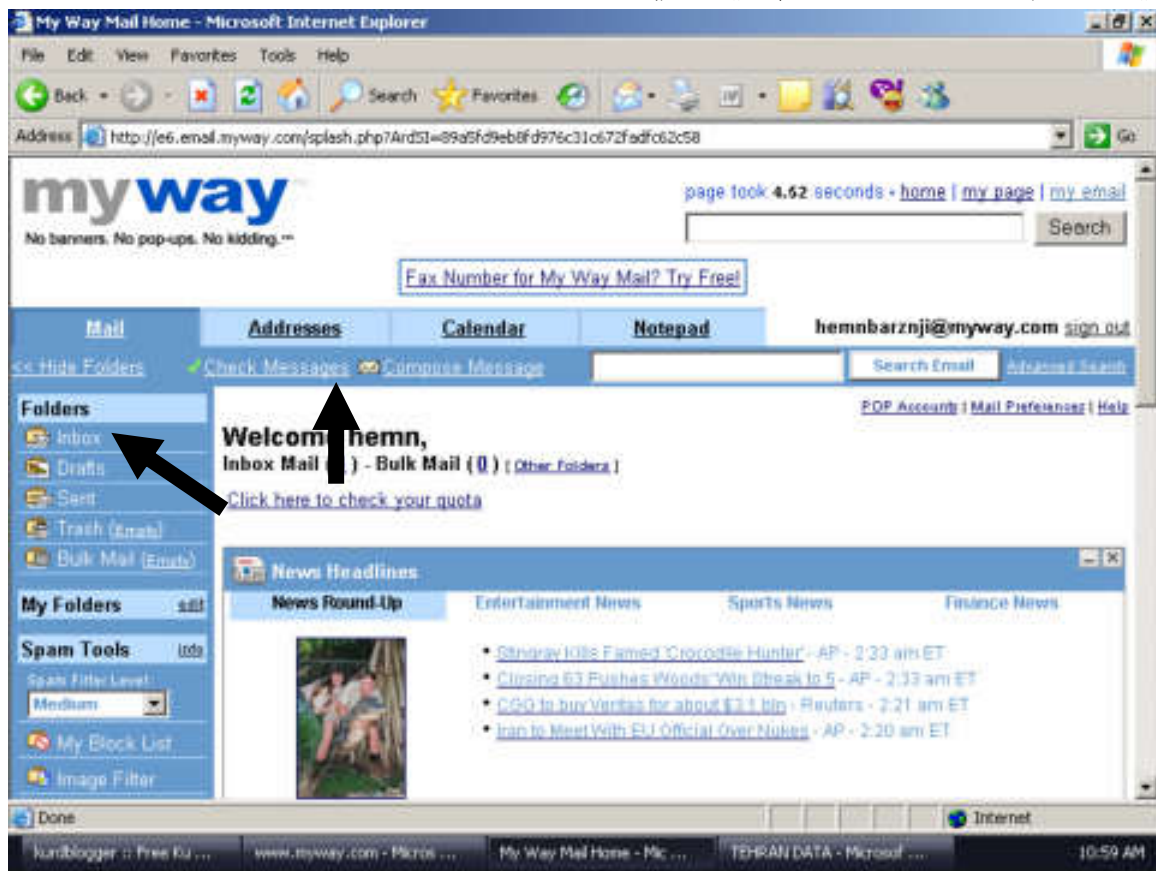 My Way Mail Home - Microsoft Internet Explorer
File Edit View Favorites Tools Help
Back Search Favorites
Address http://e6.email.myway.com/splash.php? Go
myway
No banners. No pop-ups. No kidding.℠
page took 4.62 seconds • home | my page | my email
Search
Fax Number for My Way Mail? Try Free!
Mail Addresses Calendar Notepad hemnbarznji@myway.com sign out
<< Hide Folders Check Messages Compose Message Search Email Advanced Search
POP Accounts | Mail Preferences | Help
Folders
Inbox
Drafts
Sent
Trash (Empty)
Bulk Mail (Empty)
My Folders edit
Spam Tools
Spam Filter Level:
Medium
My Block List
Image Filter
Welcome hemn,
Inbox Mail ( ) - Bulk Mail ( 0 ) [ Other Folders ]
Click here to check your quota
News Headlines
News Round-Up Entertainment News Sports News Finance News
• Stingray Kills Famed 'Crocodile Hunter' - AP - 2:33 am ET
• Closing 63 Pushes Woods' Win Streak to 5 - AP - 2:33 am ET
• CGG to buy Veritas for about $3.1 bln - Reuters - 2:21 am ET
• Iran to Meet With EU Official Over Nukes - AP - 2:20 am ET
Done Internet
kurdblogger :: Free Ku ... www.myway.com - Micros ... My Way Mail Home - Mic ... TEHRAN DATA - Microsof ... 10:59 AM